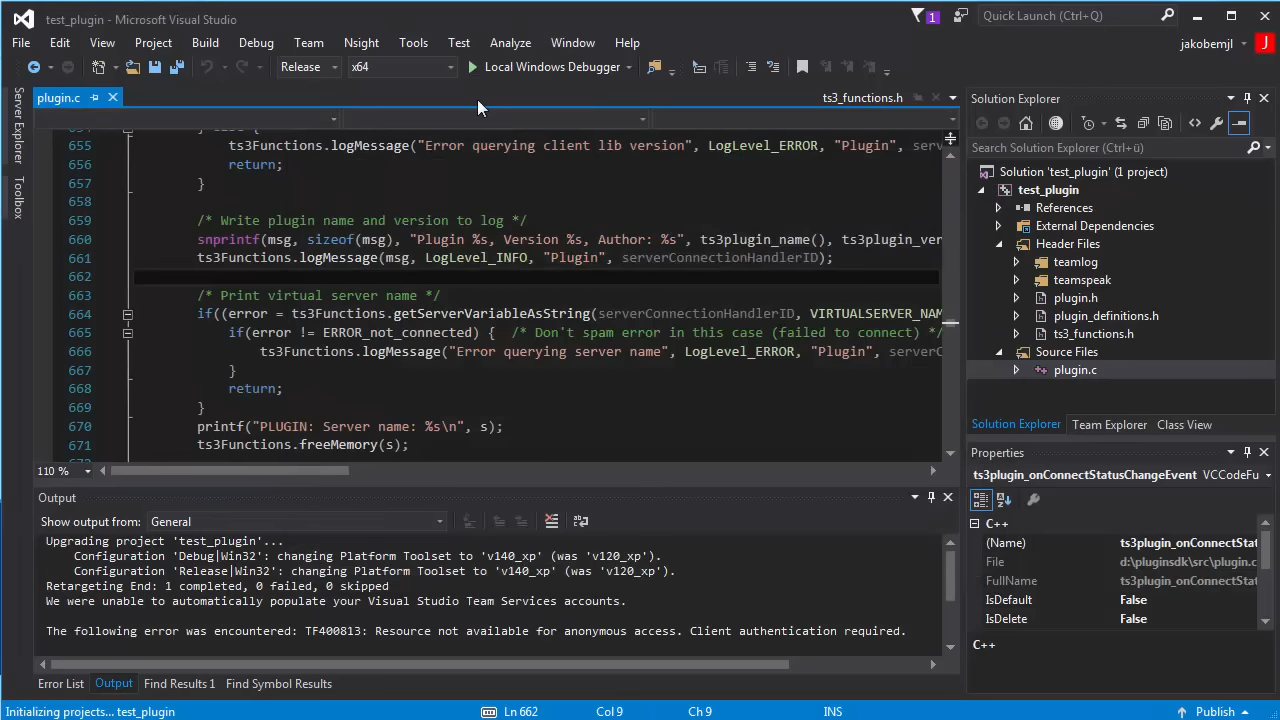 test_plugin - Microsoft Visual Studio
1
Quick Launch (Ctrl+Q)
File Edit View Project Build Debug Team Nsight Tools Test Analyze Window Help
jakobemjl
J
Release x64 Local Windows Debugger
Server Explorer
Toolbox
plugin.c
ts3_functions.h
655 ts3Functions.logMessage("Error querying client lib version", LogLevel_ERROR, "Plugin", serv
656 return;
657 }
658
659 /* Write plugin name and version to log */
660 snprintf(msg, sizeof(msg), "Plugin %s, Version %s, Author: %s", ts3plugin_name(), ts3plugin_ver
661 ts3Functions.logMessage(msg, LogLevel_INFO, "Plugin", serverConnectionHandlerID);
662
663 /* Print virtual server name */
664 if((error = ts3Functions.getServerVariableAsString(serverConnectionHandlerID, VIRTUALSERVER_NAM
665 if(error != ERROR_not_connected) { /* Don't spam error in this case (failed to connect) */
666 ts3Functions.logMessage("Error querying server name", LogLevel_ERROR, "Plugin", serverC
667 }
668 return;
669 }
670 printf("PLUGIN: Server name: %s\n", s);
671 ts3Functions.freeMemory(s);
110 %
Output
Show output from: General
Upgrading project 'test_plugin'...
Configuration 'Debug|Win32': changing Platform Toolset to 'v140_xp' (was 'v120_xp').
Configuration 'Release|Win32': changing Platform Toolset to 'v140_xp' (was 'v120_xp').
Retargeting End: 1 completed, 0 failed, 0 skipped
We were unable to automatically populate your Visual Studio Team Services accounts.
The following error was encountered: TF400813: Resource not available for anonymous access. Client authentication required.
Error List Output Find Results 1 Find Symbol Results
Solution Explorer
Search Solution Explorer (Ctrl+ü)
Solution 'test_plugin' (1 project)
test_plugin
References
External Dependencies
Header Files
teamlog
teamspeak
plugin.h
plugin_definitions.h
ts3_functions.h
Source Files
plugin.c
Solution Explorer Team Explorer Class View
Properties
ts3plugin_onConnectStatusChangeEvent VCCodeFu
C++
(Name) ts3plugin_onConnectStat
File d:\pluginsdk\src\plugin.c
FullName ts3plugin_onConnectStat
IsDefault False
IsDelete False
C++
Initializing projects... test_plugin Ln 662 Col 9 Ch 9 INS Publish